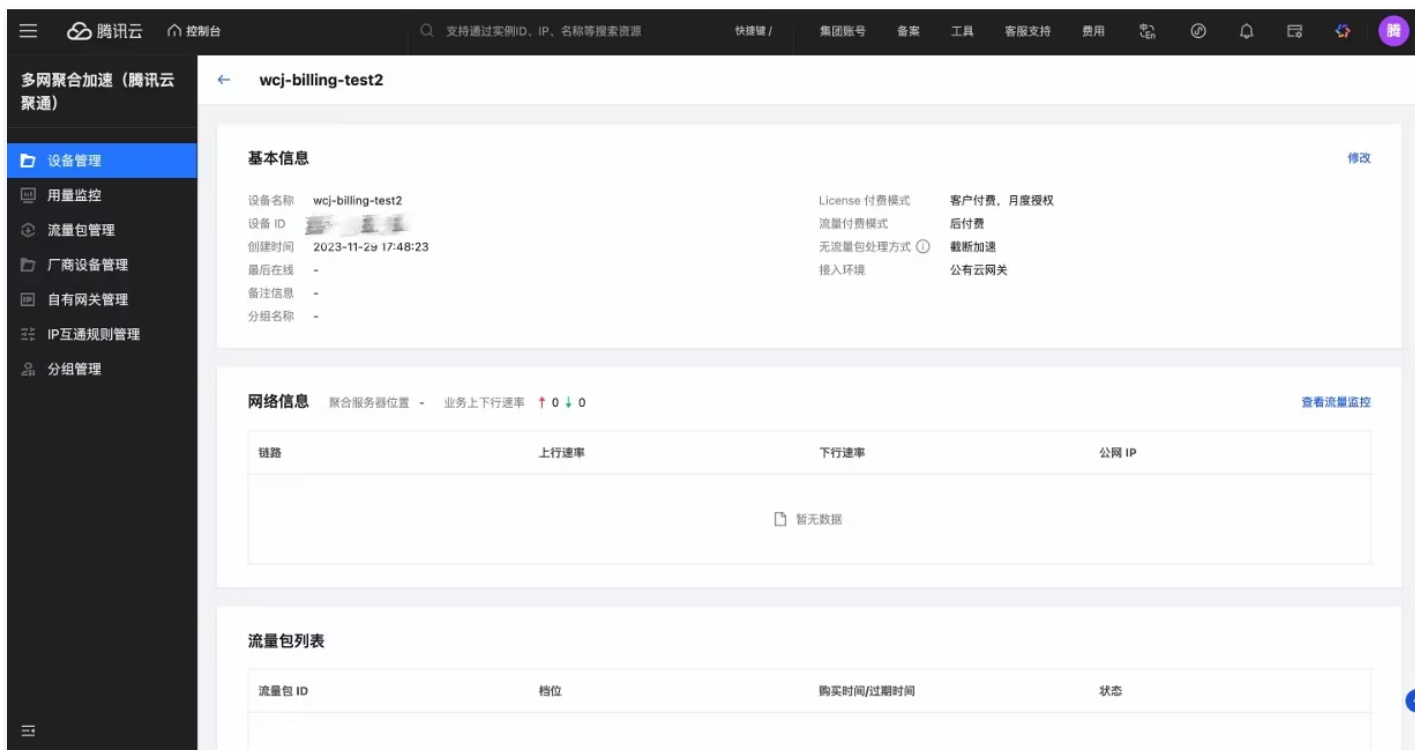 腾讯云 控制台 支持通过实例ID、IP、名称等搜索资源 快捷键 / 集团账号 备案 工具 客服支持 费用 中En 腾
多网聚合加速（腾讯云
聚通）
设备管理
用量监控
流量包管理
厂商设备管理
自有网关管理
IP互通规则管理
分组管理
← wcj-billing-test2
基本信息 修改
设备名称 wcj-billing-test2
设备 ID
创建时间 2023-11-29 17:48:23
最后在线 -
备注信息 -
分组名称 -
License 付费模式 客户付费，月度授权
流量付费模式 后付费
无流量包处理方式 截断加速
接入环境 公有云网关
网络信息 聚合服务器位置 - 业务上下行速率 ↑ 0 ↓ 0 查看流量监控
链路 上行速率 下行速率 公网 IP
暂无数据
流量包列表
流量包 ID 档位 购买时间/过期时间 状态